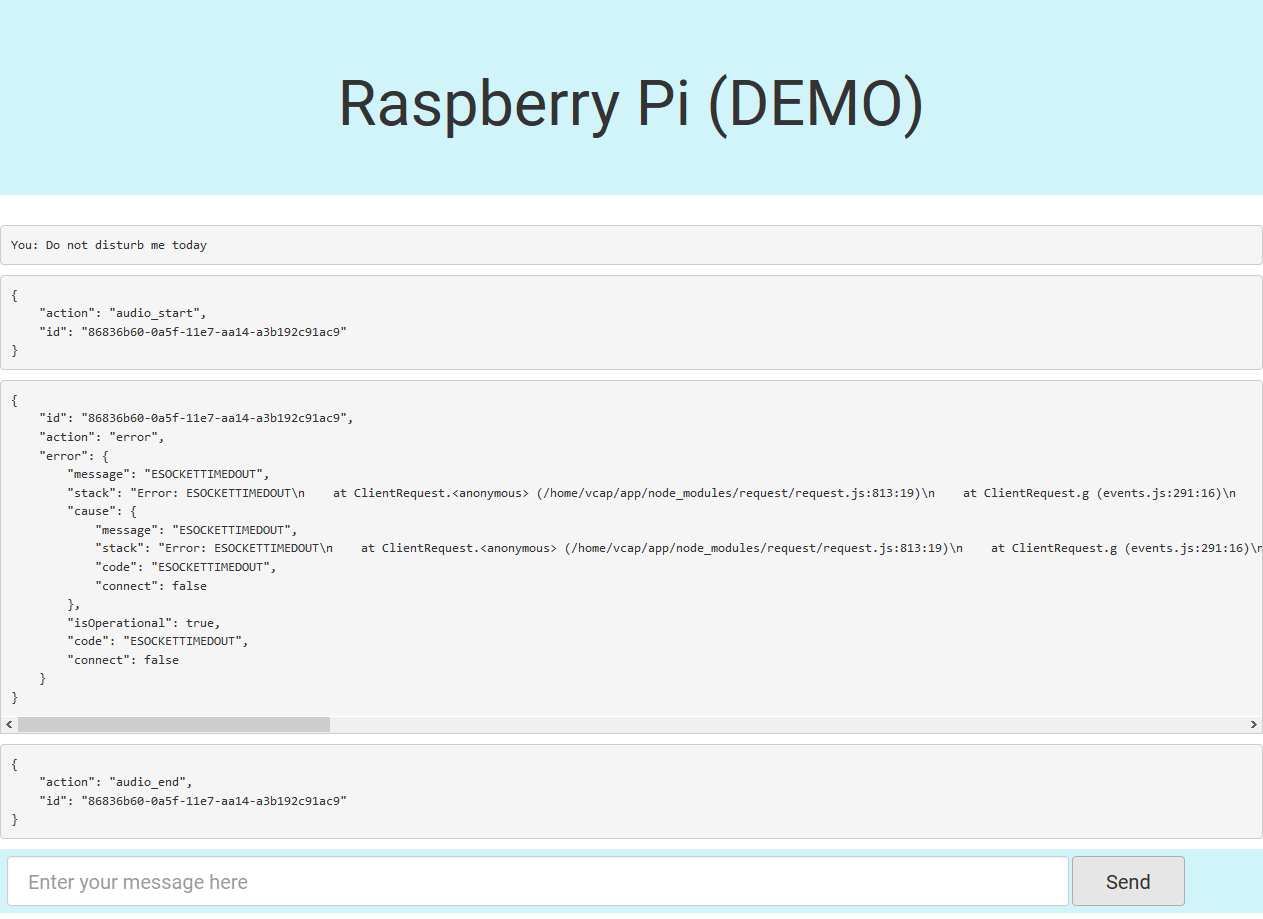 Raspberry Pi (DEMO)
You: Do not disturb me today
{
    "action": "audio_start",
    "id": "86836b60-0a5f-11e7-aa14-a3b192c91ac9"
}
{
    "id": "86836b60-0a5f-11e7-aa14-a3b192c91ac9",
    "action": "error",
    "error": {
        "message": "ESOCKETTIMEDOUT",
        "stack": "Error: ESOCKETTIMEDOUT\n    at ClientRequest.<anonymous> (/home/vcap/app/node_modules/request/request.js:813:19)\n    at ClientRequest.g (events.js:291:16)\n
        "cause": {
            "message": "ESOCKETTIMEDOUT",
            "stack": "Error: ESOCKETTIMEDOUT\n    at ClientRequest.<anonymous> (/home/vcap/app/node_modules/request/request.js:813:19)\n    at ClientRequest.g (events.js:291:16)\n
            "code": "ESOCKETTIMEDOUT",
            "connect": false
        },
        "isOperational": true,
        "code": "ESOCKETTIMEDOUT",
        "connect": false
    }
}
{
    "action": "audio_end",
    "id": "86836b60-0a5f-11e7-aa14-a3b192c91ac9"
}
Enter your message here
Send